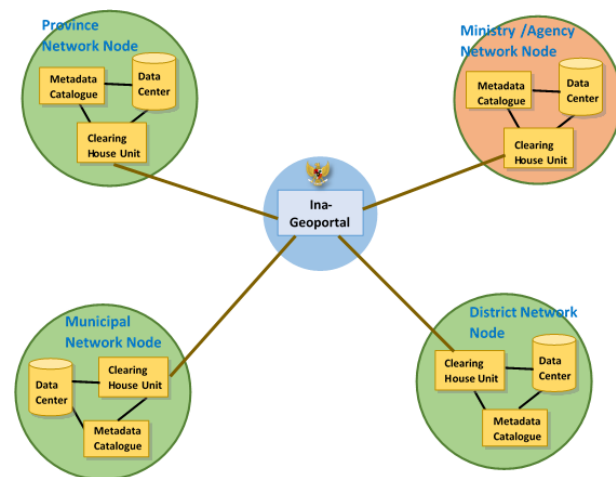 Province
Network Node
Metadata
Catalogue
Data
Center
Clearing
House Unit
Ministry /Agency
Network Node
Metadata
Catalogue
Data
Center
Clearing
House Unit
Ina-
Geoportal
Municipal
Network Node
Data
Center
Clearing
House Unit
Metadata
Catalogue
District Network
Node
Clearing
House Unit
Data
Center
Metadata
Catalogue